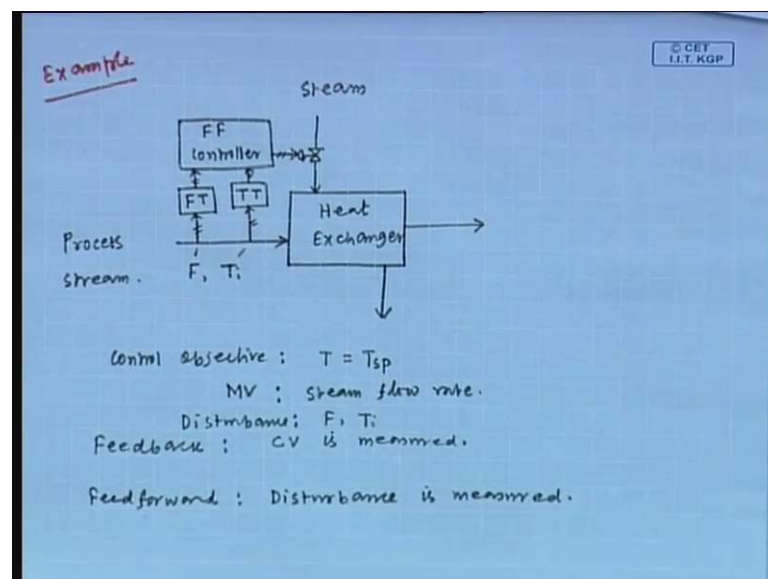 Example
© CET
I.I.T. KGP
Steam
FF
Controller
FT
TT
Heat
Exchanger
Process
stream.
F, Ti
Control objective : T = Tsp
MV : Steam flow rate.
Disturbance: F, Ti
Feedback : CV is measured.
Feedforward : Disturbance is measured.